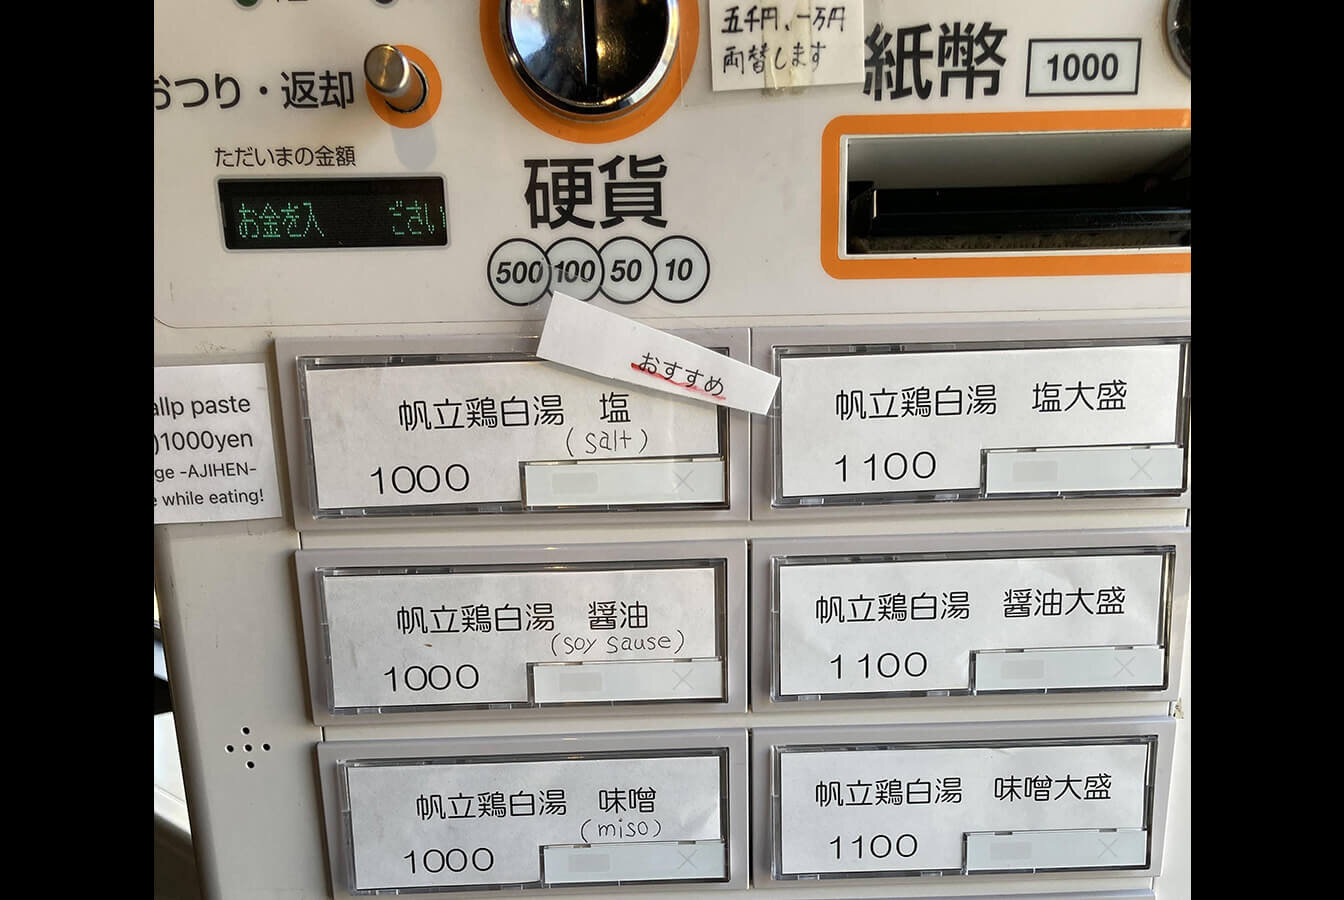 五千円、一万円
両替します
紙幣 1000
おつり・返却
ただいまの金額
お金を入 ださい
硬貨
500 100 50 10
おすすめ
allp paste
)1000yen
ge -AJIHEN-
e while eating!
帆立鶏白湯 塩
(salt)
1000
帆立鶏白湯 塩大盛
1100
帆立鶏白湯 醤油
(soy sause)
1000
帆立鶏白湯 醤油大盛
1100
帆立鶏白湯 味噌
(miso)
1000
帆立鶏白湯 味噌大盛
1100